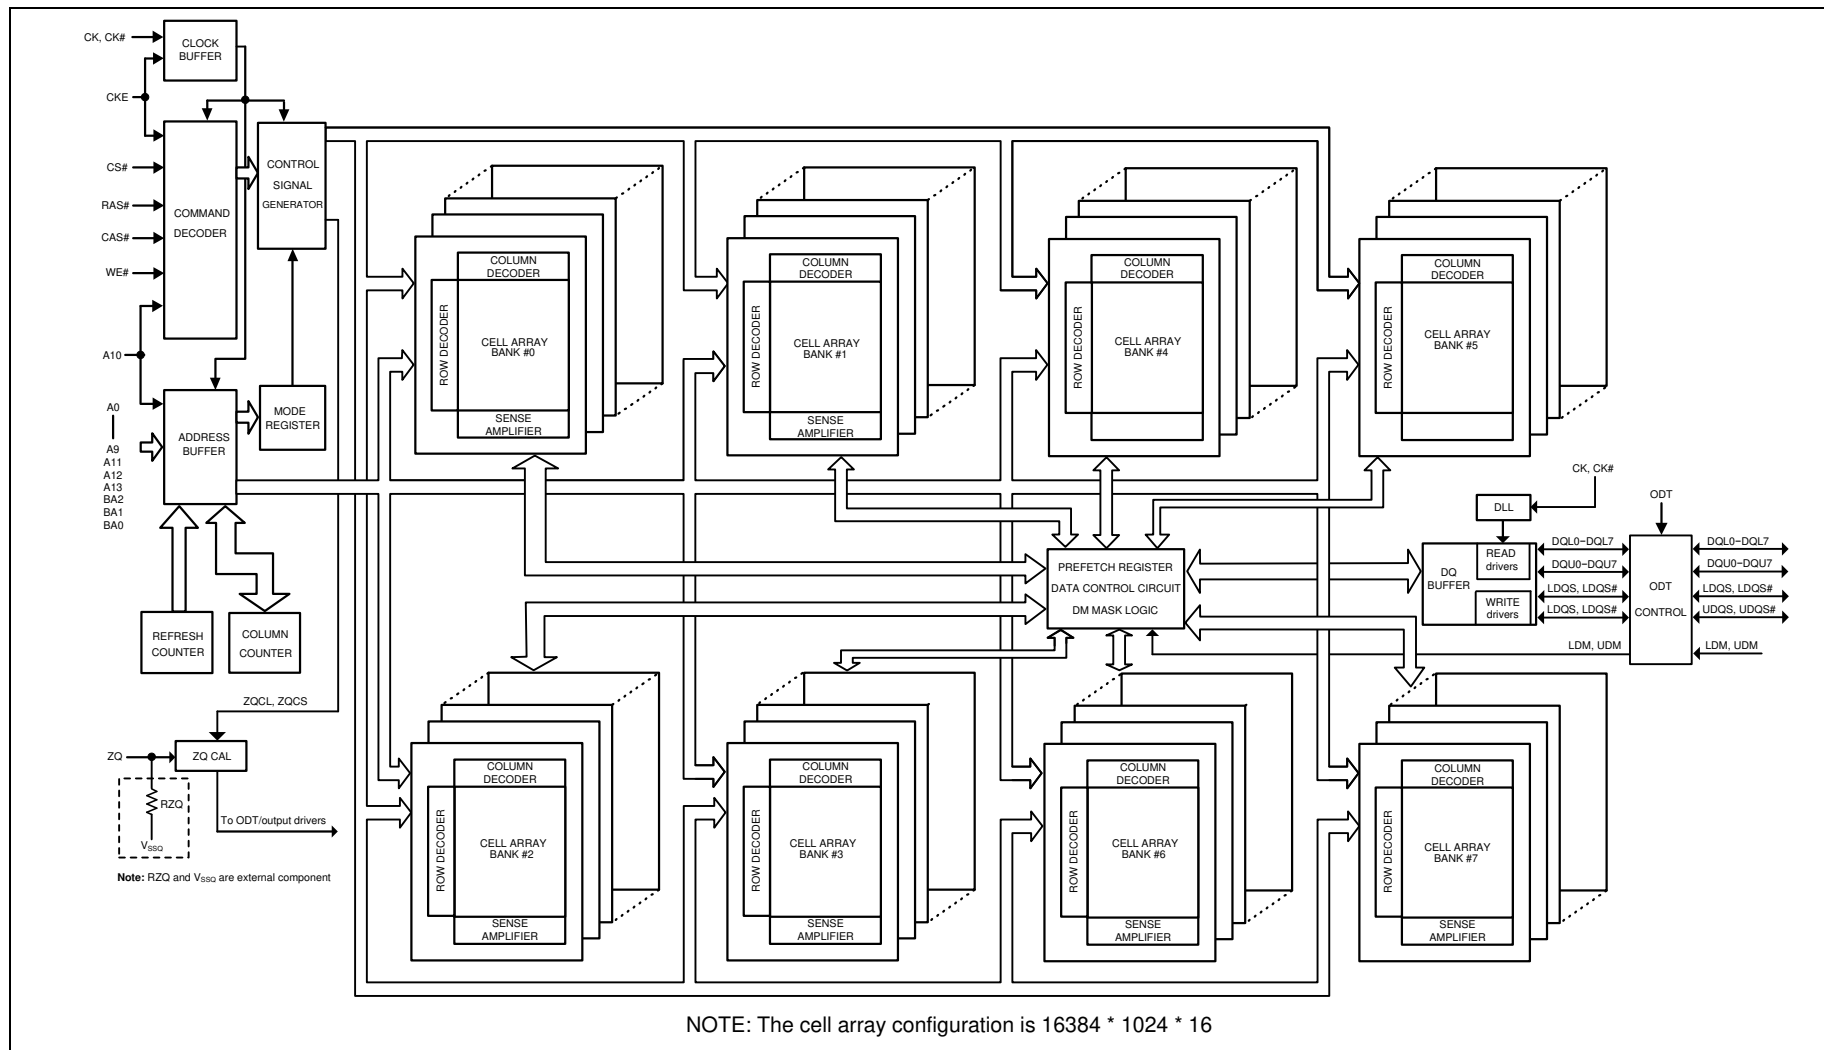 CK, CK#
CLOCK
BUFFER
CKE
CS#
RAS#
CAS#
WE#
COMMAND
DECODER
CONTROL
SIGNAL
GENERATOR
A10
A0
A9
A11
A12
A13
BA2
BA1
BA0
ADDRESS
BUFFER
MODE
REGISTER
REFRESH
COUNTER
COLUMN
COUNTER
ZQCL, ZQCS
ZQ
ZQ CAL
RZQ
VSSQ
To ODT/output drivers
Note: RZQ and VSSQ are external component
COLUMN
DECODER
ROW DECODER
CELL ARRAY
BANK #0
SENSE
AMPLIFIER
COLUMN
DECODER
ROW DECODER
CELL ARRAY
BANK #1
SENSE
AMPLIFIER
COLUMN
DECODER
ROW DECODER
CELL ARRAY
BANK #4
COLUMN
DECODER
ROW DECODER
CELL ARRAY
BANK #5
PREFETCH REGISTER
DATA CONTROL CIRCUIT
DM MASK LOGIC
CK, CK#
DLL
DQ
BUFFER
READ
drivers
WRITE
drivers
DQL0~DQL7
DQU0~DQU7
LDQS, LDQS#
LDQS, LDQS#
LDM, UDM
ODT
ODT
CONTROL
DQL0~DQL7
DQU0~DQU7
LDQS, LDQS#
UDQS, UDQS#
LDM, UDM
COLUMN
DECODER
ROW DECODER
CELL ARRAY
BANK #2
SENSE
AMPLIFIER
COLUMN
DECODER
ROW DECODER
CELL ARRAY
BANK #3
SENSE
AMPLIFIER
COLUMN
DECODER
ROW DECODER
CELL ARRAY
BANK #6
SENSE
AMPLIFIER
COLUMN
DECODER
ROW DECODER
CELL ARRAY
BANK #7
SENSE
AMPLIFIER
NOTE: The cell array configuration is 16384 * 1024 * 16